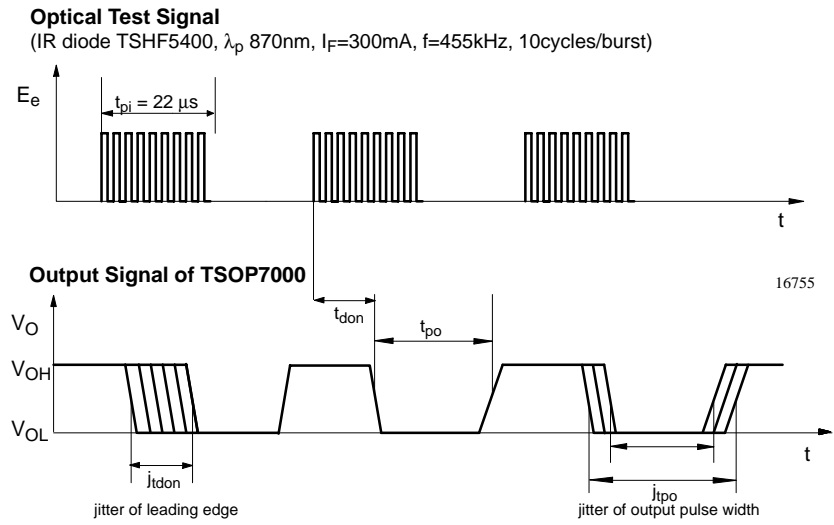 Optical Test Signal
(IR diode TSHF5400, λp 870nm, IF=300mA, f=455kHz, 10cycles/burst)
Ee
tpi = 22 μs
t
Output Signal of TSOP7000
16755
VO
tdon
tpo
VOH
VOL
t
jtdon
jtpo
jitter of leading edge
jitter of output pulse width